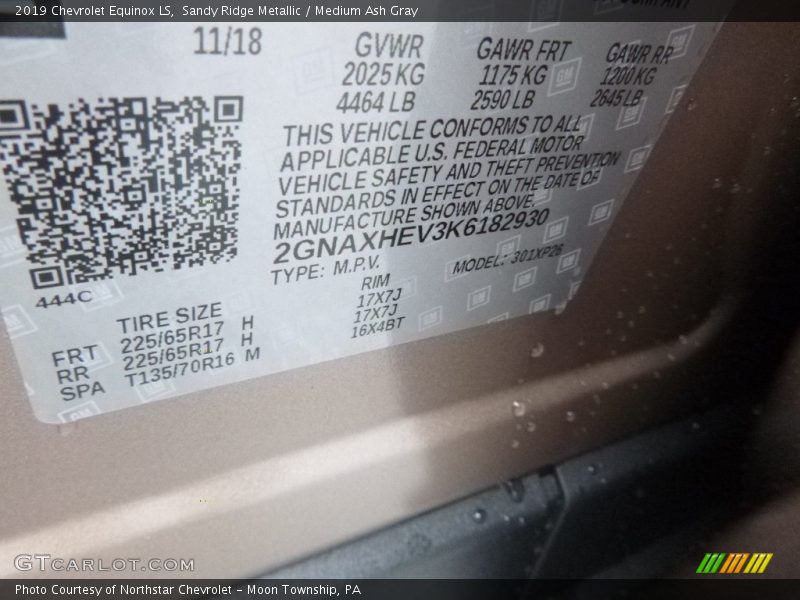 2019 Chevrolet Equinox LS, Sandy Ridge Metallic / Medium Ash Gray
11/18
GVWR
2025 KG
4464 LB
GAWR FRT
1175 KG
2590 LB
GAWR RR
1200 KG
2645 LB
THIS VEHICLE CONFORMS TO ALL
APPLICABLE U.S. FEDERAL MOTOR
VEHICLE SAFETY AND THEFT PREVENTION
STANDARDS IN EFFECT ON THE DATE OF
MANUFACTURE SHOWN ABOVE.
2GNAXHEV3K6182930
TYPE: M.P.V. MODEL: 301XP26
444C
TIRE SIZE RIM
FRT 225/65R17 H 17X7J
RR 225/65R17 H 17X7J
SPA T135/70R16 M 16X4BT
GTCARLOT.COM
Photo Courtesy of Northstar Chevrolet – Moon Township, PA